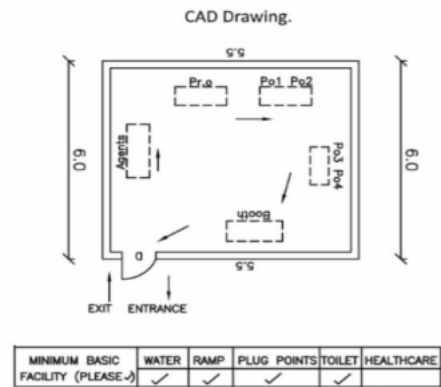 CAD Drawing.
5.5
Pr.o
Po1 Po2
6.0
Agents
Po3 Po4
6.0
Booth
D
5.5
EXIT ENTRANCE
MINIMUM BASIC FACILITY (PLEASE✓) WATER RAMP PLUG POINTS TOILET HEALTHCARE
✓ ✓ ✓ ✓